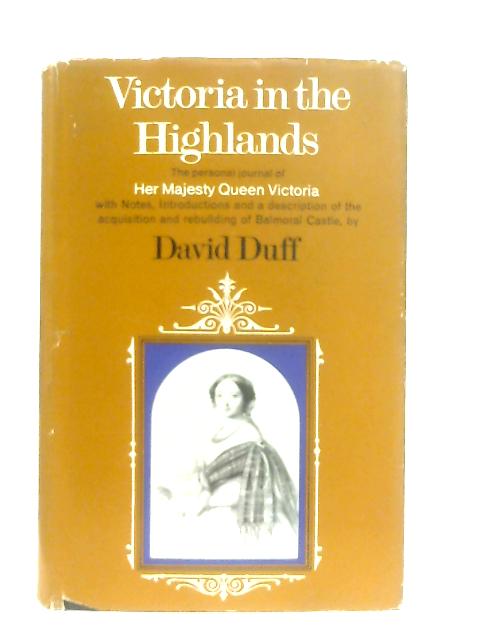 Victoria in the
Highlands
The personal journal of
Her Majesty Queen Victoria
with Notes, Introductions and a description of the
acquisition and rebuilding of Balmoral Castle, by
David Duff